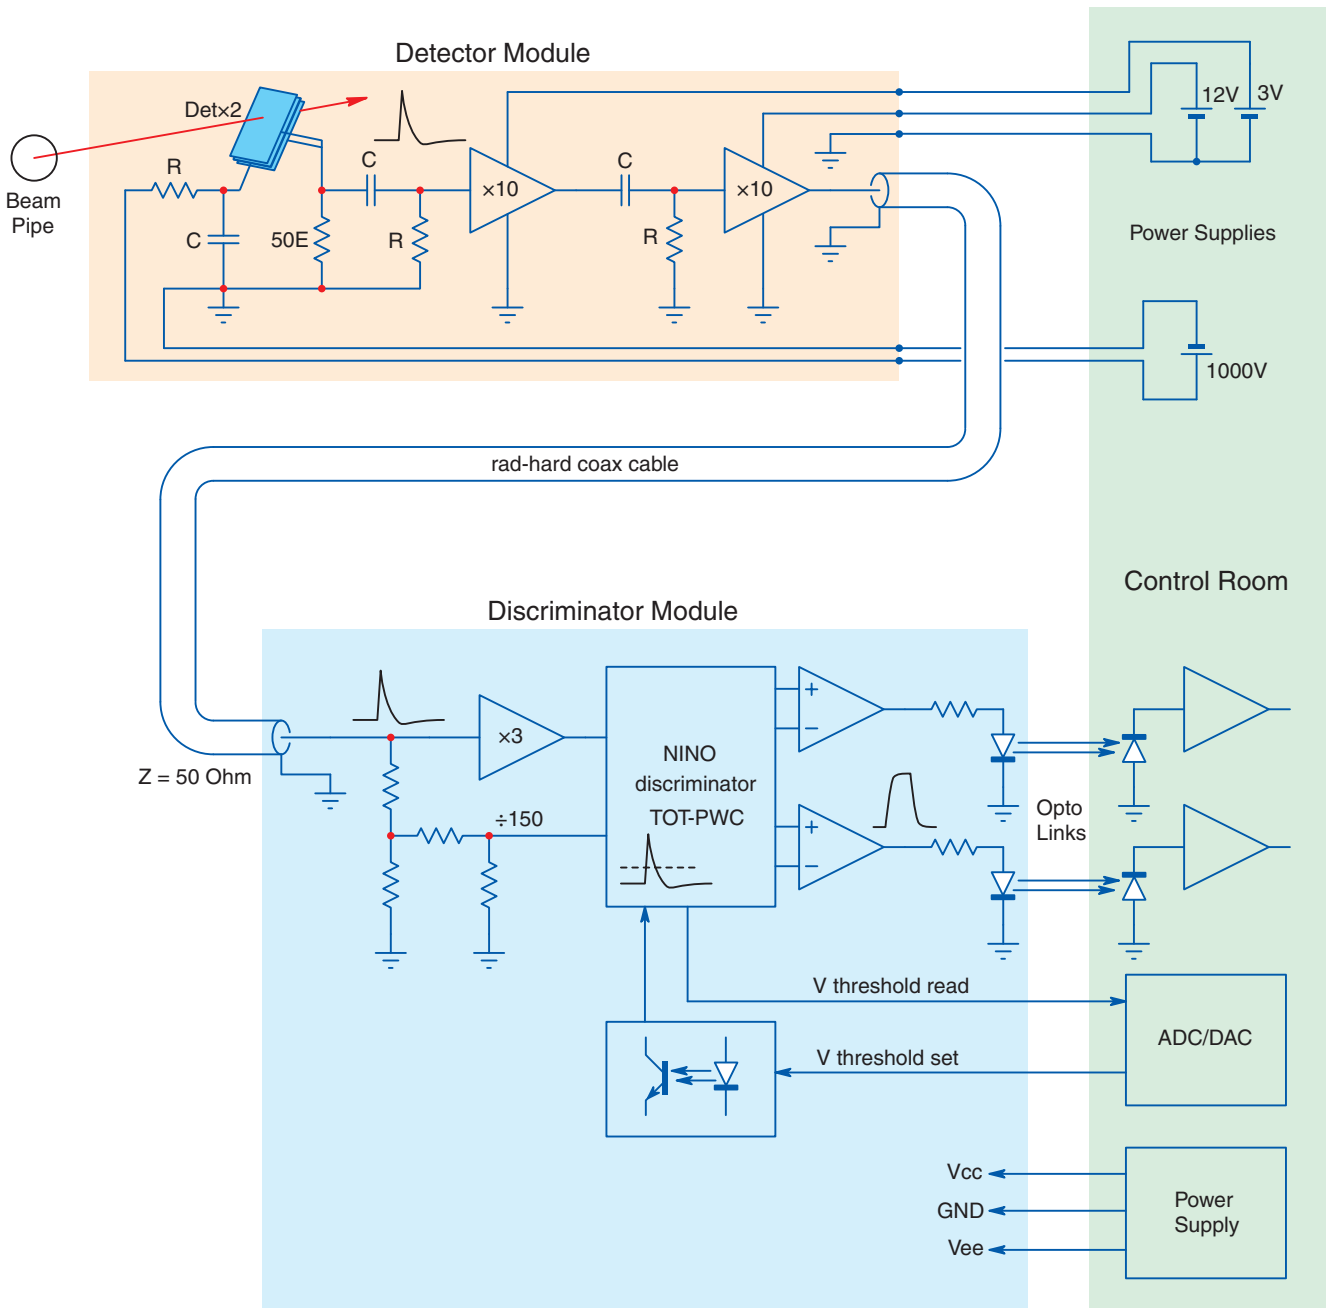 Detector Module
Det×2
Beam
Pipe
R
C
50E
C
R
×10
C
R
×10
12V
3V
Power Supplies
1000V
rad-hard coax cable
Control Room
Discriminator Module
Z = 50 Ohm
×3
÷150
NINO
discriminator
TOT-PWC
+
−
+
−
Opto
Links
V threshold read
V threshold set
ADC/DAC
Vcc
GND
Vee
Power
Supply